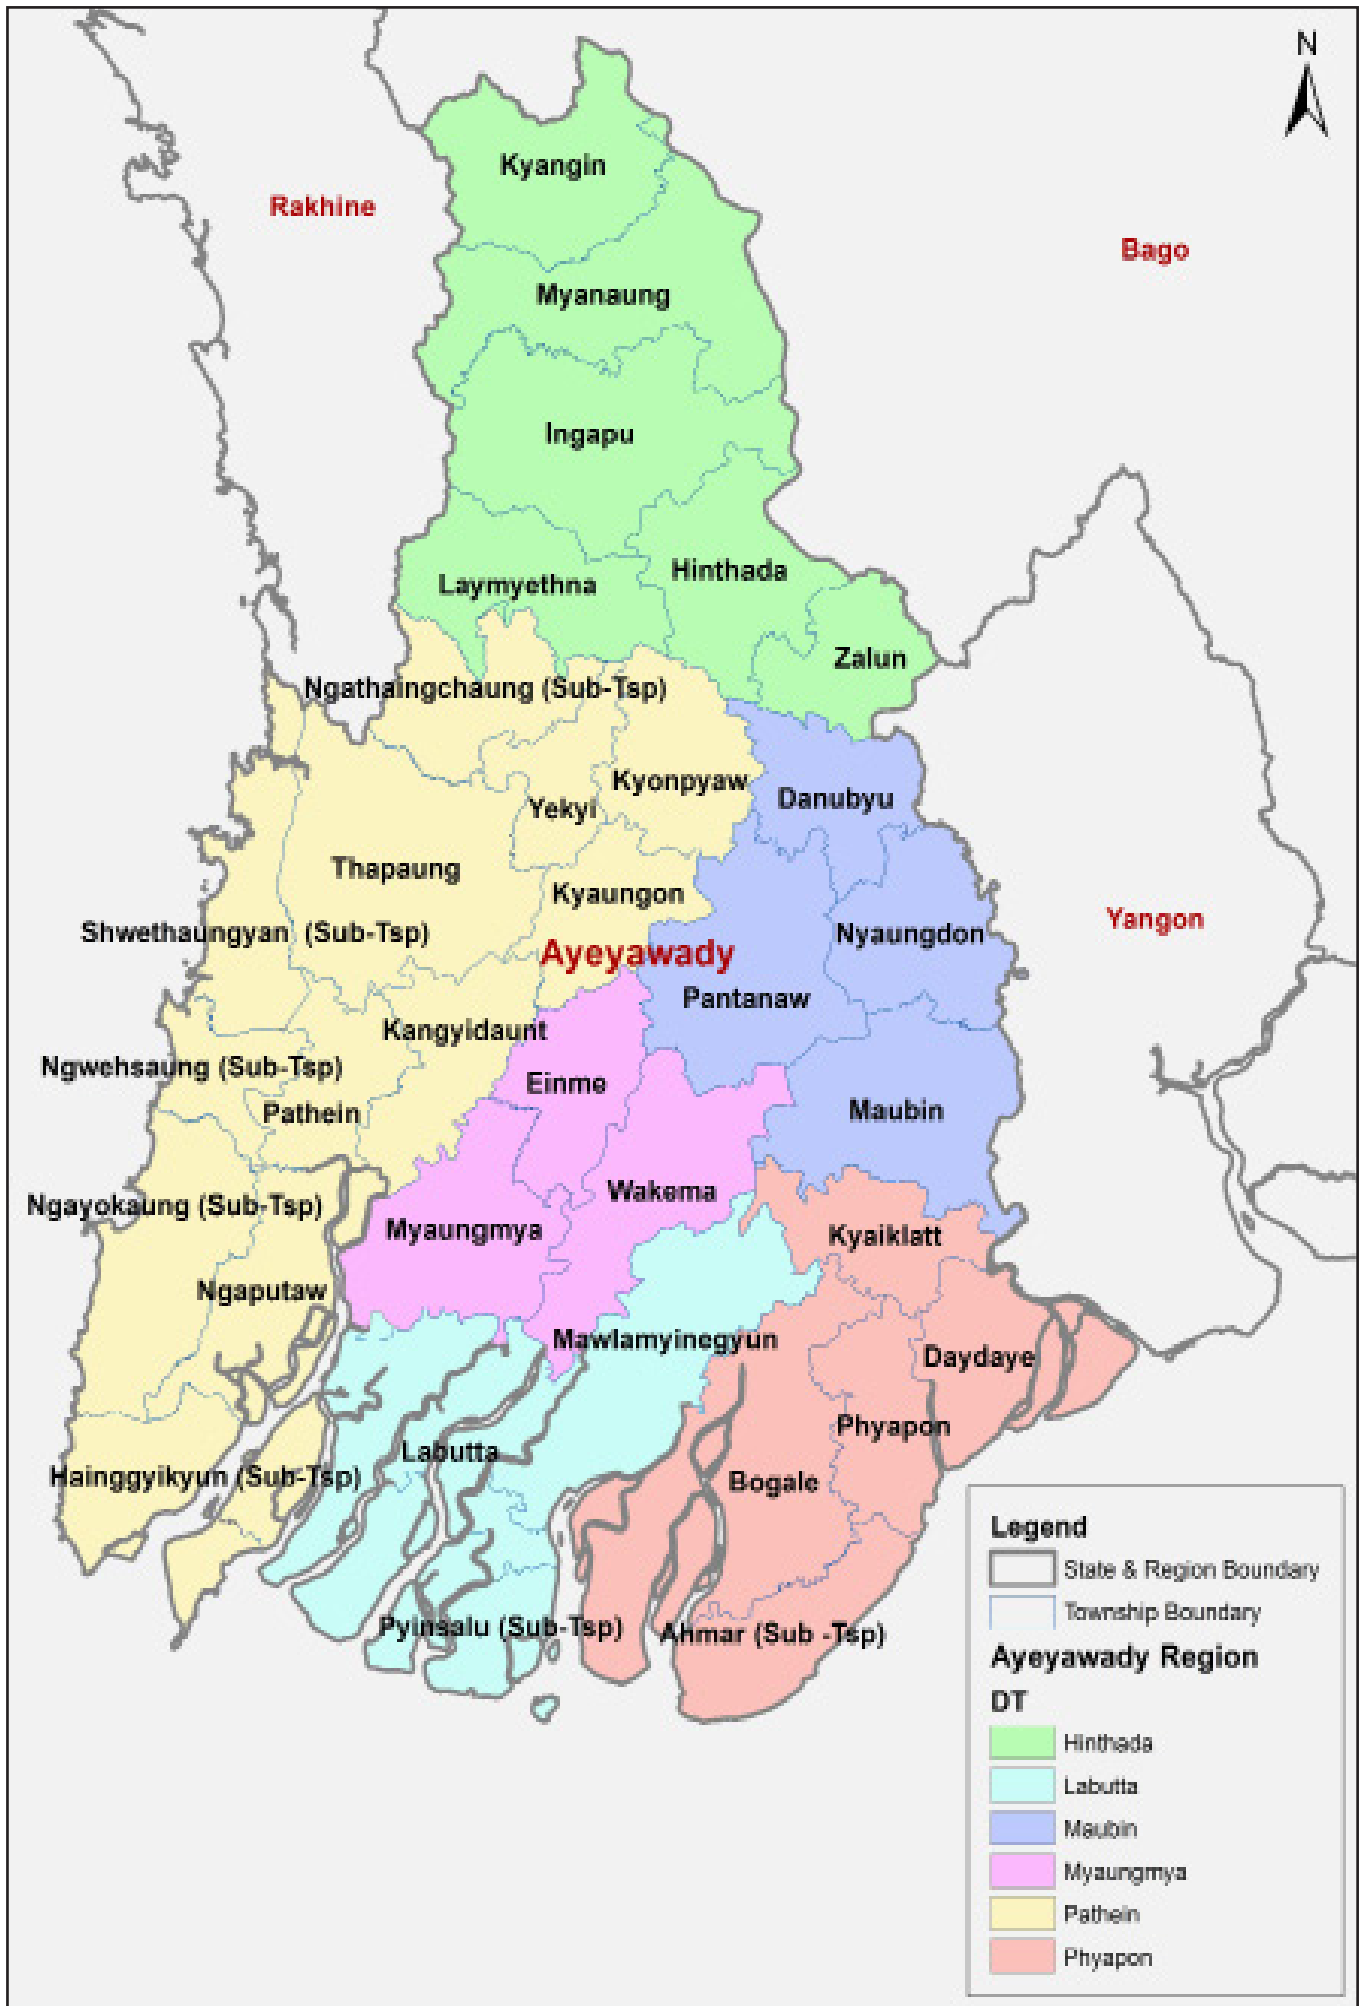 N
Kyangin
Rakhine
Bago
Myanaung
Ingapu
Hinthada
Laymyethna
Zalun
Ngathaingchaung (Sub-Tsp)
Kyonpyaw
Danubyu
Yekyi
Thapaung
Kyaungon
Yangon
Shwethaungyan (Sub-Tsp)
Nyaungdon
Ayeyawady
Pantanaw
Kangyidaunt
Ngwehsaung (Sub-Tsp)
Einme
Pathein
Maubin
Wakema
Ngayokaung (Sub-Tsp)
Myaungmya
Kyaiklatt
Ngaputaw
Mawlamyinegyun
Daydaye
Phyapon
Labutta
Hainggyikyun (Sub-Tsp)
Bogale
Pyinsalu (Sub-Tsp)
Ahmar (Sub -Tsp)
Legend
State & Region Boundary
Township Boundary
Ayeyawady Region
DT
Hinthada
Labutta
Maubin
Myaungmya
Pathein
Phyapon